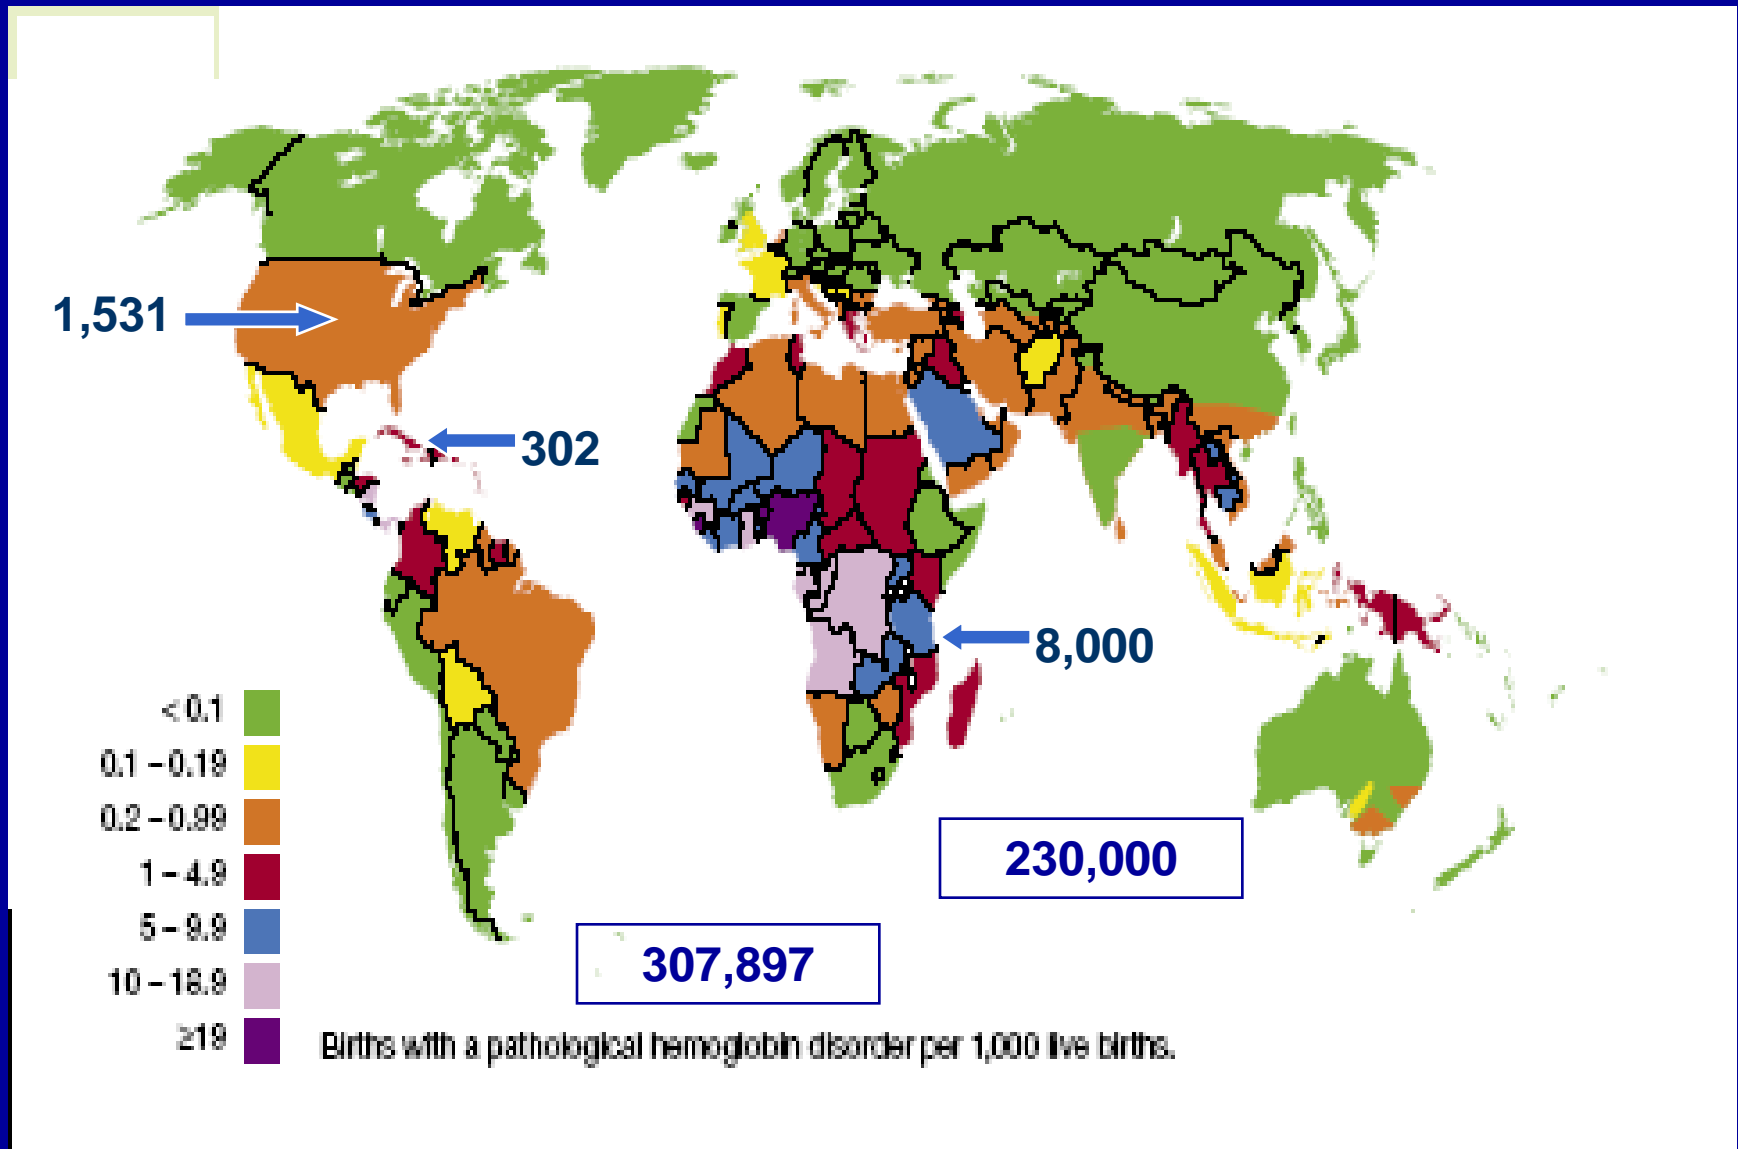 1,531
302
8,000
< 0.1
0.1 – 0.19
0.2 – 0.99
1 – 4.9
5 – 9.9
10 – 18.9
≥19
230,000
307,897
Births with a pathological hemoglobin disorder per 1,000 live births.